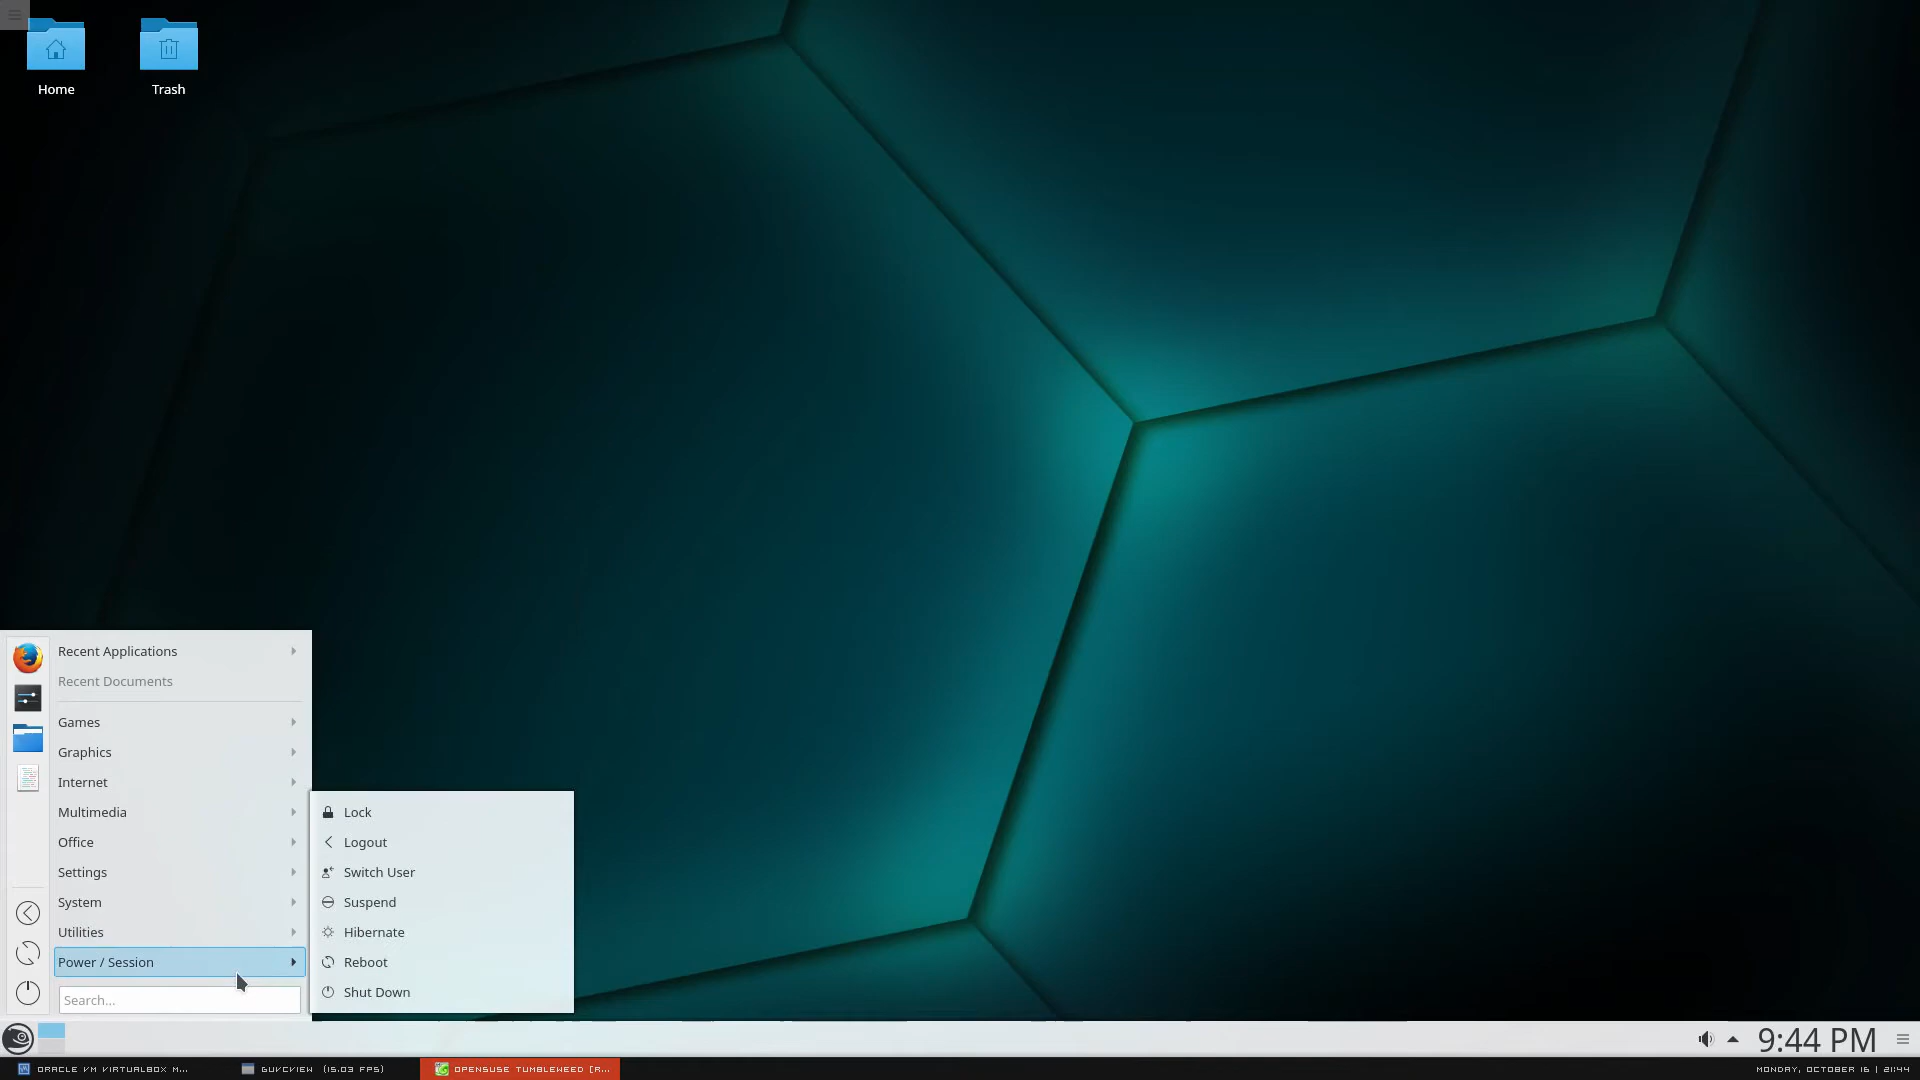 Home
Trash
Recent Applications
Recent Documents
Games
Graphics
Internet
Multimedia
Office
Settings
System
Utilities
Power / Session
Search...
Lock
Logout
Switch User
Suspend
Hibernate
Reboot
Shut Down
9:44 PM
ORACLE VM VIRTUALBOX M...
GUVCVIEW (15.03 FPS)
OPENSUSE TUMBLEWEED [R...
MONDAY, OCTOBER 16 | 21:44